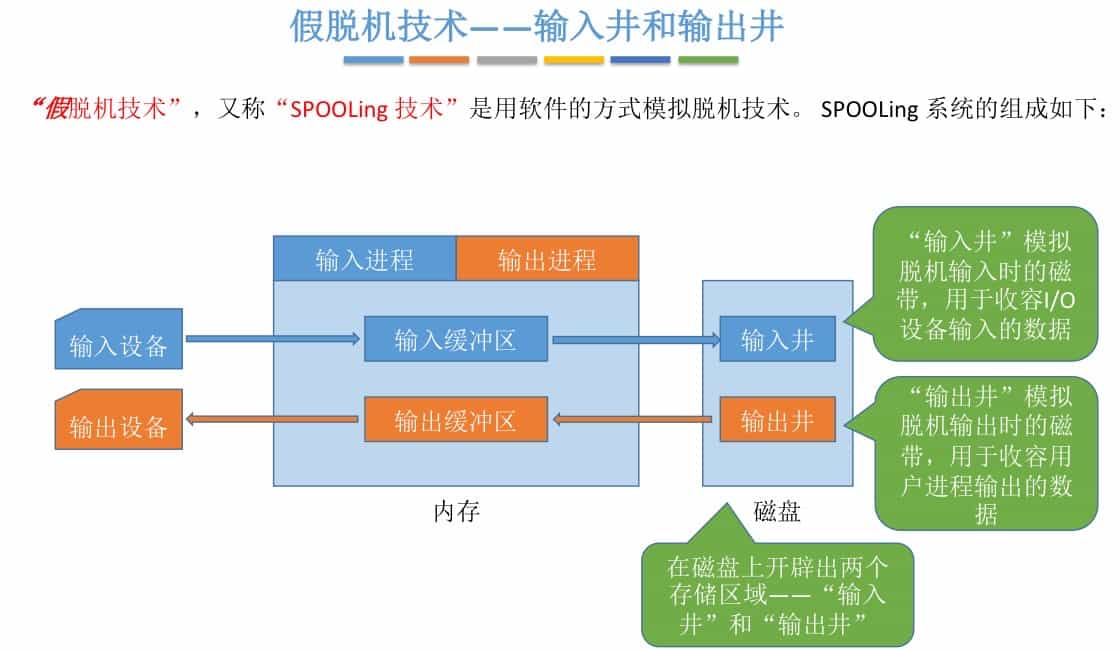 假脱机技术——输入井和输出井
“假脱机技术”，又称“SPOOLing 技术”是用软件的方式模拟脱机技术。 SPOOLing 系统的组成如下：
输入进程
输出进程
“输入井”模拟
脱机输入时的磁
带，用于收容I/O
设备输入的数据
输入设备
输入缓冲区
输入井
输出设备
输出缓冲区
输出井
“输出井”模拟
脱机输出时的磁
带，用于收容用
户进程输出的数
据
内存
磁盘
在磁盘上开辟出两个
存储区域——“输入
井”和“输出井”